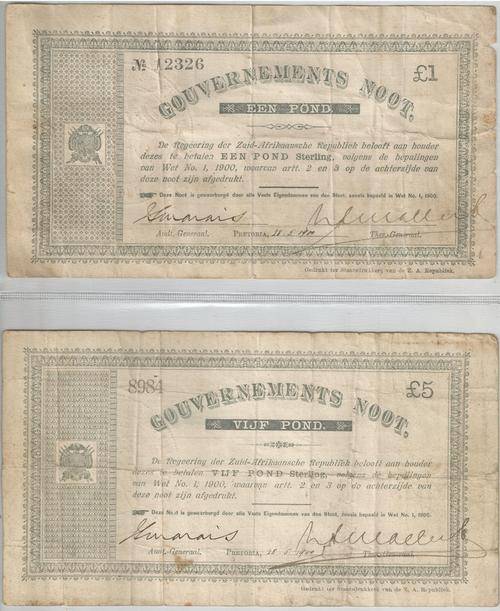 № 12326
£1
GOUVERNEMENTS NOOT.
EEN POND.
De Regeering der Zuid-Afrikaansche Republiek belooft aan houder
dezes te betalen EEN POND Sterling, volgens de bepalingen
van Wet No. 1, 1900, waarvan artt. 2 en 3 op de achterzijde van
deze noot zijn afgedrukt.
Deze Noot is gewaarborgd door alle Vaste Eigendommen van den Staat, zooals bepaald in Wet No. 1, 1900.
Audt.-Generaal. PRETORIA, 28 1900 Thes.-Generaal.
Gedrukt ter Staatsdrukkerij van de Z. A. Republiek.
8984
£5
GOUVERNEMENTS NOOT.
VIJF POND.
De Regeering der Zuid-Afrikaansche Republiek belooft aan houder
dezes te betalen VIJF POND Sterling, volgens de bepalingen
van Wet No. 1, 1900, waarvan artt. 2 en 3 op de achterzijde van
deze noot zijn afgedrukt.
Deze Noot is gewaarborgd door alle Vaste Eigendommen van den Staat, zooals bepaald in Wet No. 1, 1900.
Audt.-Generaal. PRETORIA, 28 1900 Thes.-Generaal.
Gedrukt ter Staatsdrukkerij van de Z. A. Republiek.